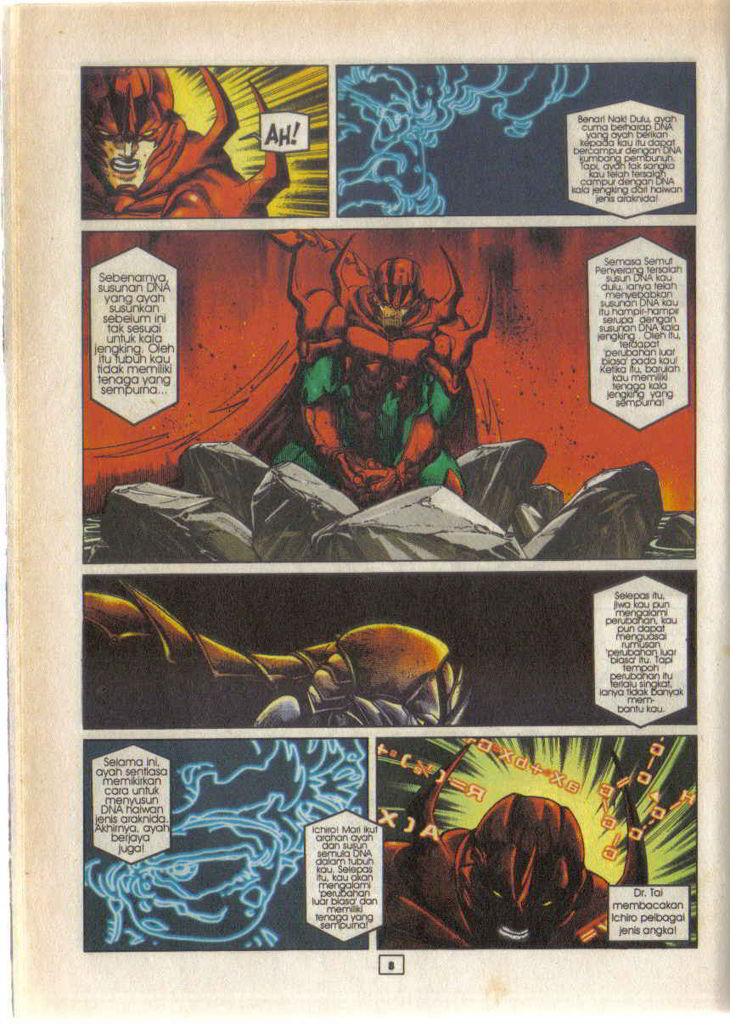 AH!
Benar! Nak! Dulu, ayah
cuma berharap DNA
yang ayah berikan
kepada kau itu dapat
bercampur dengan DNA
kumbang pembunuh.
Tapi, ayah tak sangka
kau telah tersalah
campur dengan DNA
kala jengking dari haiwan
jenis araknida!
Sebenarnya,
susunan DNA
yang ayah
susunkan
sebelum ini
tak sesuai
untuk kala
jengking. Oleh
itu tubuh kau
tidak memiliki
tenaga yang
sempurna...
Semasa Semut
Penyerang tersalah
susun DNA kau
dulu, ianya telah
menyebabkan
susunan DNA kau
itu hampir-hampir
serupa dengan
susunan DNA kala
jengking. Oleh itu,
terdapat
'perubahan luar
biasa' pada kau!
Ketika itu, barulah
kau memiliki
tenaga kala
jengking yang
sempurna!
Selepas itu,
jiwa kau pun
mengalami
perubahan, kau
pun dapat
menguasai
rumusan
'perubahan luar
biasa' itu. Tapi
tempoh
perubahan itu
terlalu singkat,
ianya tidak banyak
mem-
bantu kau.
Selama ini,
ayah sentiasa
memikirkan
cara untuk
menyusun
DNA haiwan
jenis araknida.
Akhirnya, ayah
berjaya
juga!
Ichiro! Mari ikut
arahan ayah
dan susun
semula DNA
dalam tubuh
kau. Selepas
itu, kau akan
mengalami
'perubahan
luar biasa' dan
memiliki
tenaga yang
sempurna!
Dr. Tai
membacakan
Ichiro pelbagai
jenis angka!
8